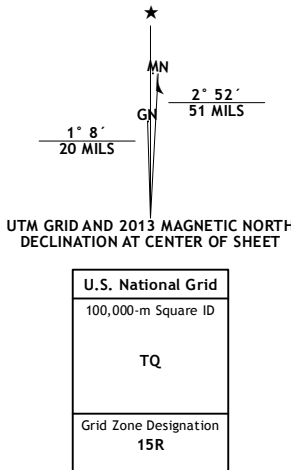 ★
MN
GN
2° 52´
51 MILS
1° 8´
20 MILS
UTM GRID AND 2013 MAGNETIC NORTH
DECLINATION AT CENTER OF SHEET
U.S. National Grid
100,000-m Square ID
TQ
Grid Zone Designation
15R